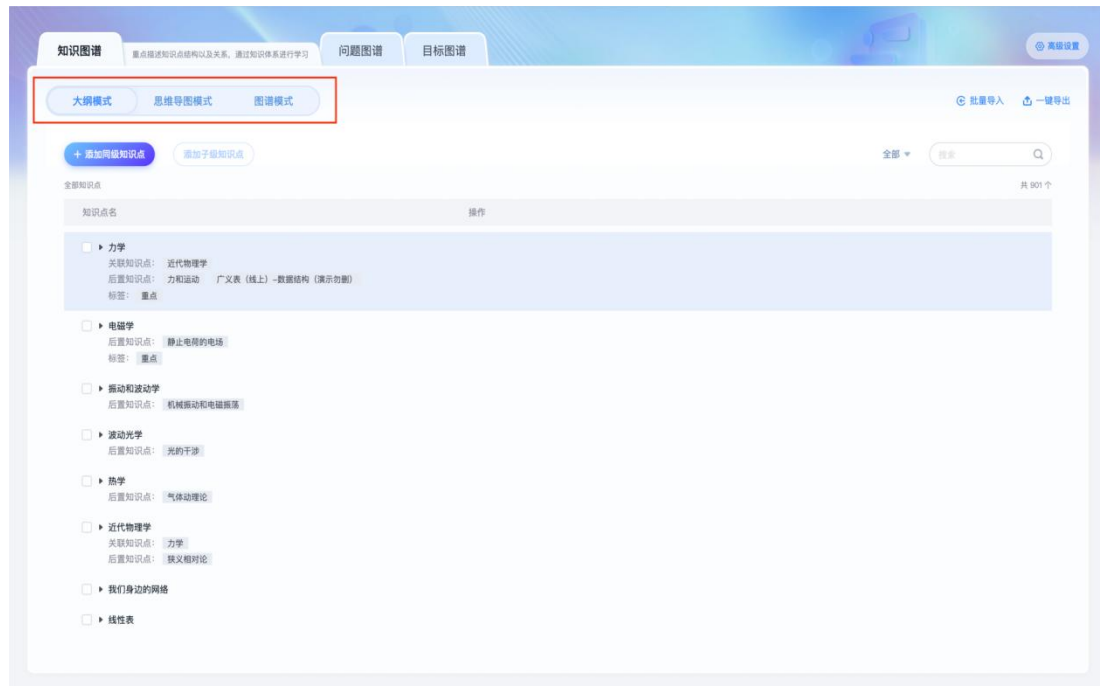 知识图谱 重点描述知识点结构以及关系，通过知识体系进行学习 问题图谱 目标图谱 高级设置
大纲模式 思维导图模式 图谱模式 批量导入 一键导出
+ 添加同级知识点 添加子级知识点 全部 搜索
全部知识点 共 901 个
知识点名 操作
力学
关联知识点： 近代物理学
后置知识点： 力和运动 广义表（线上）-数据结构（演示勿删）
标签： 重点
电磁学
后置知识点： 静止电荷的电场
标签： 重点
振动和波动学
后置知识点： 机械振动和电磁振荡
波动光学
后置知识点： 光的干涉
热学
后置知识点： 气体动理论
近代物理学
关联知识点： 力学
后置知识点： 狭义相对论
我们身边的网络
线性表